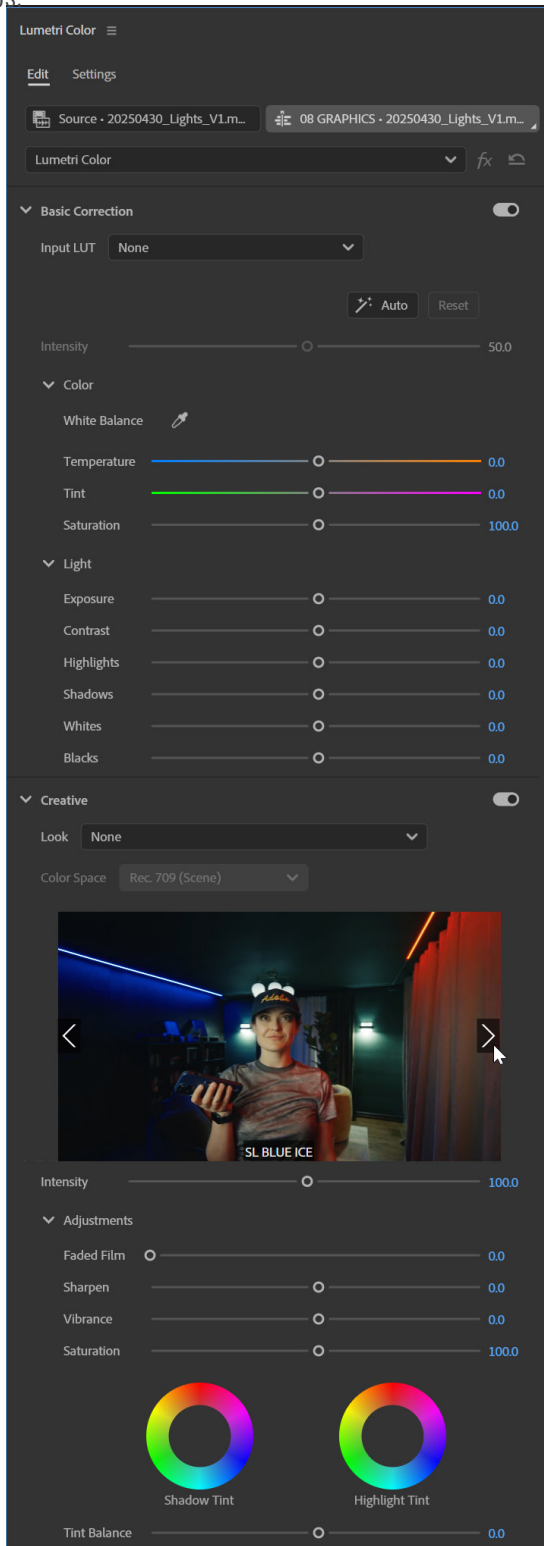 Lumetri Color
Edit Settings
Source • 20250430_Lights_V1.m... 08 GRAPHICS • 20250430_Lights_V1.m...
Lumetri Color fx
Basic Correction
Input LUT None
Auto Reset
Intensity 50.0
Color
White Balance
Temperature 0.0
Tint 0.0
Saturation 100.0
Light
Exposure 0.0
Contrast 0.0
Highlights 0.0
Shadows 0.0
Whites 0.0
Blacks 0.0
Creative
Look None
Color Space Rec. 709 (Scene)
Adobe
SL BLUE ICE
Intensity 100.0
Adjustments
Faded Film 0.0
Sharpen 0.0
Vibrance 0.0
Saturation 100.0
Shadow Tint Highlight Tint
Tint Balance 0.0